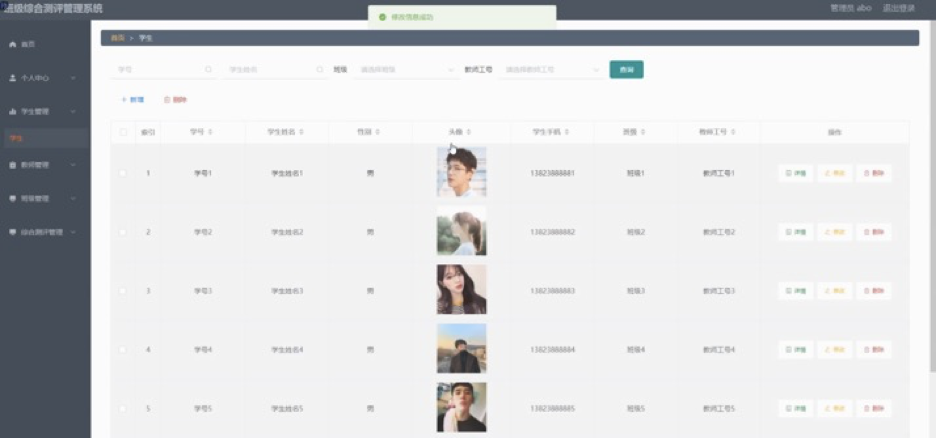 班级综合测评管理系统
修改信息成功
管理员 abo 退出登录
首页
个人中心
学生管理
学生
教师管理
班级管理
综合测评管理
首页 > 学生
学号 学生姓名 班级 请选择班级 教师工号 请选择教师工号 查询
+ 新增 删除
索引 学号 学生姓名 性别 头像 学生手机 班级 教师工号 操作
1 学号1 学生姓名1 男 13823888881 班级1 教师工号1 详情 修改 删除
2 学号2 学生姓名2 男 13823888882 班级2 教师工号2 详情 修改 删除
3 学号3 学生姓名3 男 13823888883 班级3 教师工号3 详情 修改 删除
4 学号4 学生姓名4 男 13823888884 班级4 教师工号4 详情 修改 删除
5 学号5 学生姓名5 男 13823888885 班级5 教师工号5 详情 修改 删除